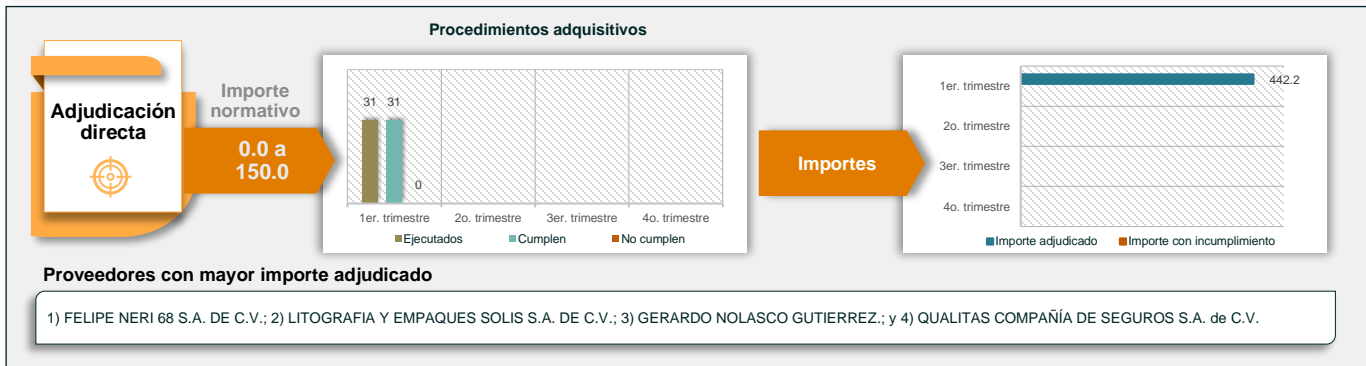 Procedimientos adquisitivos
Adjudicación
directa
Importe
normativo
0.0 a
150.0
31
31
0
1er. trimestre
2o. trimestre
3er. trimestre
4o. trimestre
Ejecutados
Cumplen
No cumplen
Importes
1er. trimestre
442.2
2o. trimestre
3er. trimestre
4o. trimestre
Importe adjudicado
Importe con incumplimiento
Proveedores con mayor importe adjudicado
1) FELIPE NERI 68 S.A. DE C.V.; 2) LITOGRAFIA Y EMPAQUES SOLIS S.A. DE C.V.; 3) GERARDO NOLASCO GUTIERREZ.; y 4) QUALITAS COMPAÑÍA DE SEGUROS S.A. de C.V.